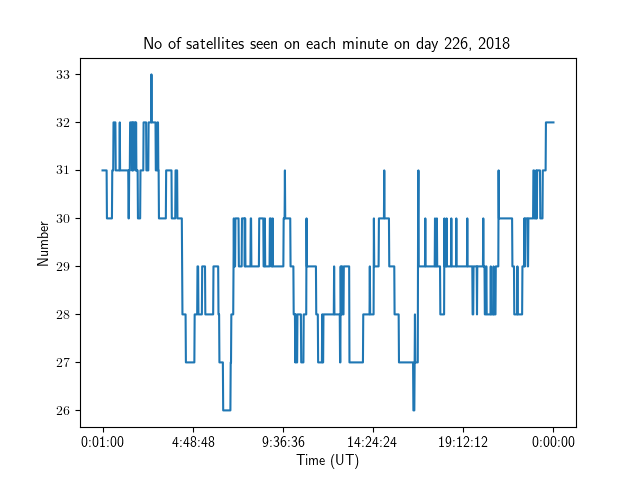 No of satellites seen on each minute on day 226, 2018
33
32
31
30
29
28
27
26
Number
0:01:00 4:48:48 9:36:36 14:24:24 19:12:12 0:00:00
Time (UT)